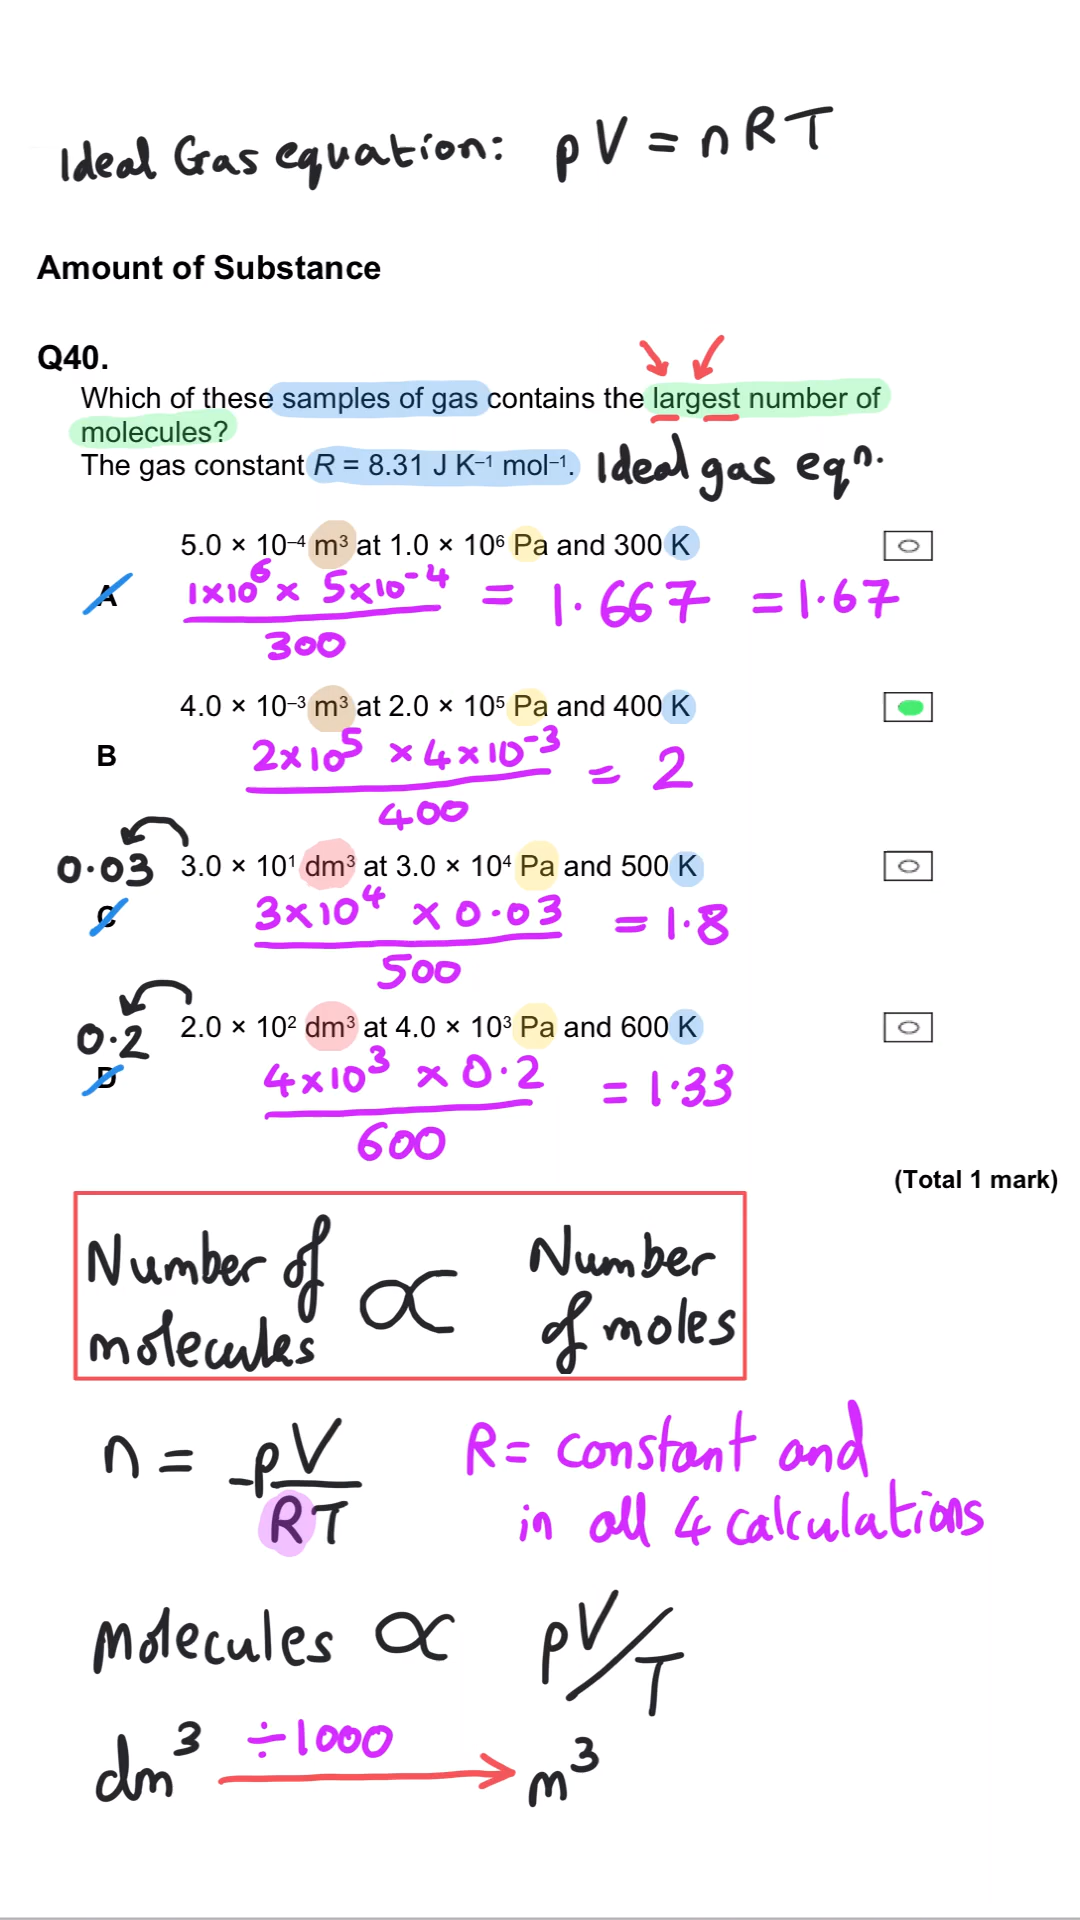 Ideal Gas equation: pV = nRT
Amount of Substance
Q40.
Which of these samples of gas contains the largest number of
molecules?
The gas constant R = 8.31 J K⁻¹ mol⁻¹. Ideal gas eqn.
5.0 × 10⁻⁴ m³ at 1.0 × 10⁶ Pa and 300 K
A 1×10⁶ × 5×10⁻⁴ = 1.667 = 1.67
300
4.0 × 10⁻³ m³ at 2.0 × 10⁵ Pa and 400 K
B 2×10⁵ × 4×10⁻³ = 2
400
0.03 3.0 × 10¹ dm³ at 3.0 × 10⁴ Pa and 500 K
C 3×10⁴ × 0.03 = 1.8
500
0.2 2.0 × 10² dm³ at 4.0 × 10³ Pa and 600 K
D 4×10³ × 0.2 = 1.33
600
(Total 1 mark)
Number of ∝ Number
molecules of moles
n = pV R = constant and
RT in all 4 calculations
molecules ∝ pV/T
dm³ ÷1000 m³